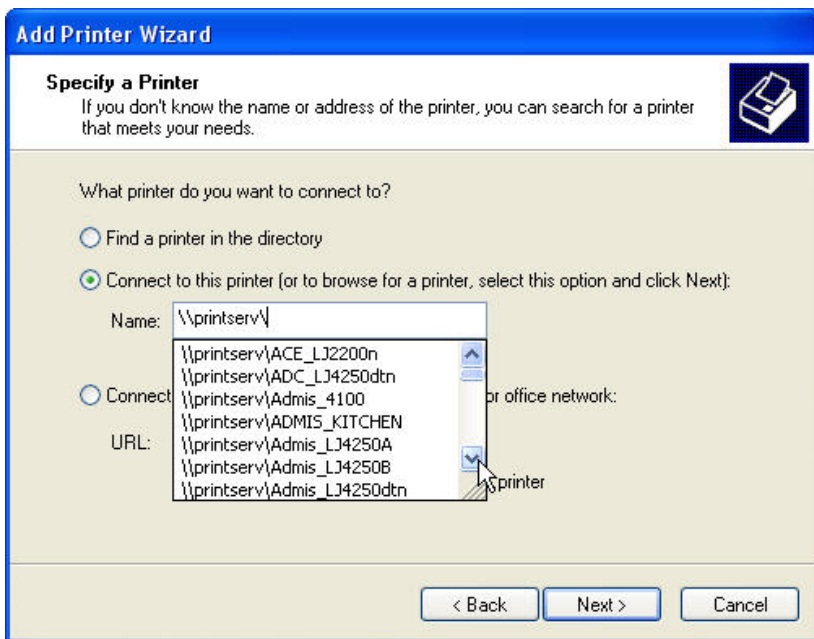 Add Printer Wizard
Specify a Printer
If you don't know the name or address of the printer, you can search for a printer
that meets your needs.
What printer do you want to connect to?
Find a printer in the directory
Connect to this printer (or to browse for a printer, select this option and click Next):
Name: \\printserv\
\\printserv\ACE_LJ2200n
\\printserv\ADC_LJ4250dtn
\\printserv\Admis_4100
Connect or office network:
\\printserv\ADMIS_KITCHEN
URL:
\\printserv\Admis_LJ4250A
\\printserv\Admis_LJ4250B
printer
\\printserv\Admis_LJ4250dtn
< Back Next > Cancel